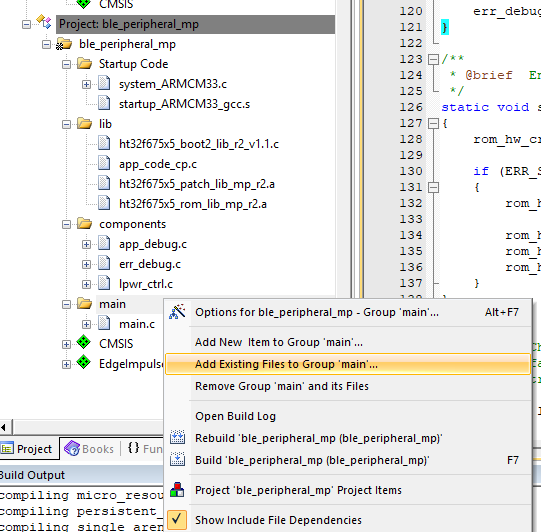 CMSIS
Project: ble_peripheral_mp
ble_peripheral_mp
Startup Code
system_ARMCM33.c
startup_ARMCM33_gcc.s
lib
ht32f675x5_boot2_lib_r2_v1.1.c
app_code_cp.c
ht32f675x5_patch_lib_mp_r2.a
ht32f675x5_rom_lib_mp_r2.a
components
app_debug.c
err_debug.c
lpwr_ctrl.c
main
main.c
CMSIS
EdgeImpuls
Project
Books
{} Fun
Build Output
compiling micro_resou
compiling persistent_
compiling single_aren
120 err_debug
121 }
122
123 /**
124 * @brief En
125 */
126 static void s
127 {
128 rom_hw_cr
129
130 if (ERR_S
131 {
132 rom_h
133
134 rom_h
135 rom_h
136 rom_h
137 }
Options for ble_peripheral_mp - Group 'main'... Alt+F7
Add New Item to Group 'main'...
Add Existing Files to Group 'main'...
Remove Group 'main' and its Files
Open Build Log
Rebuild 'ble_peripheral_mp (ble_peripheral_mp)'
Build 'ble_peripheral_mp (ble_peripheral_mp)' F7
Project 'ble_peripheral_mp' Project Items
Show Include File Dependencies